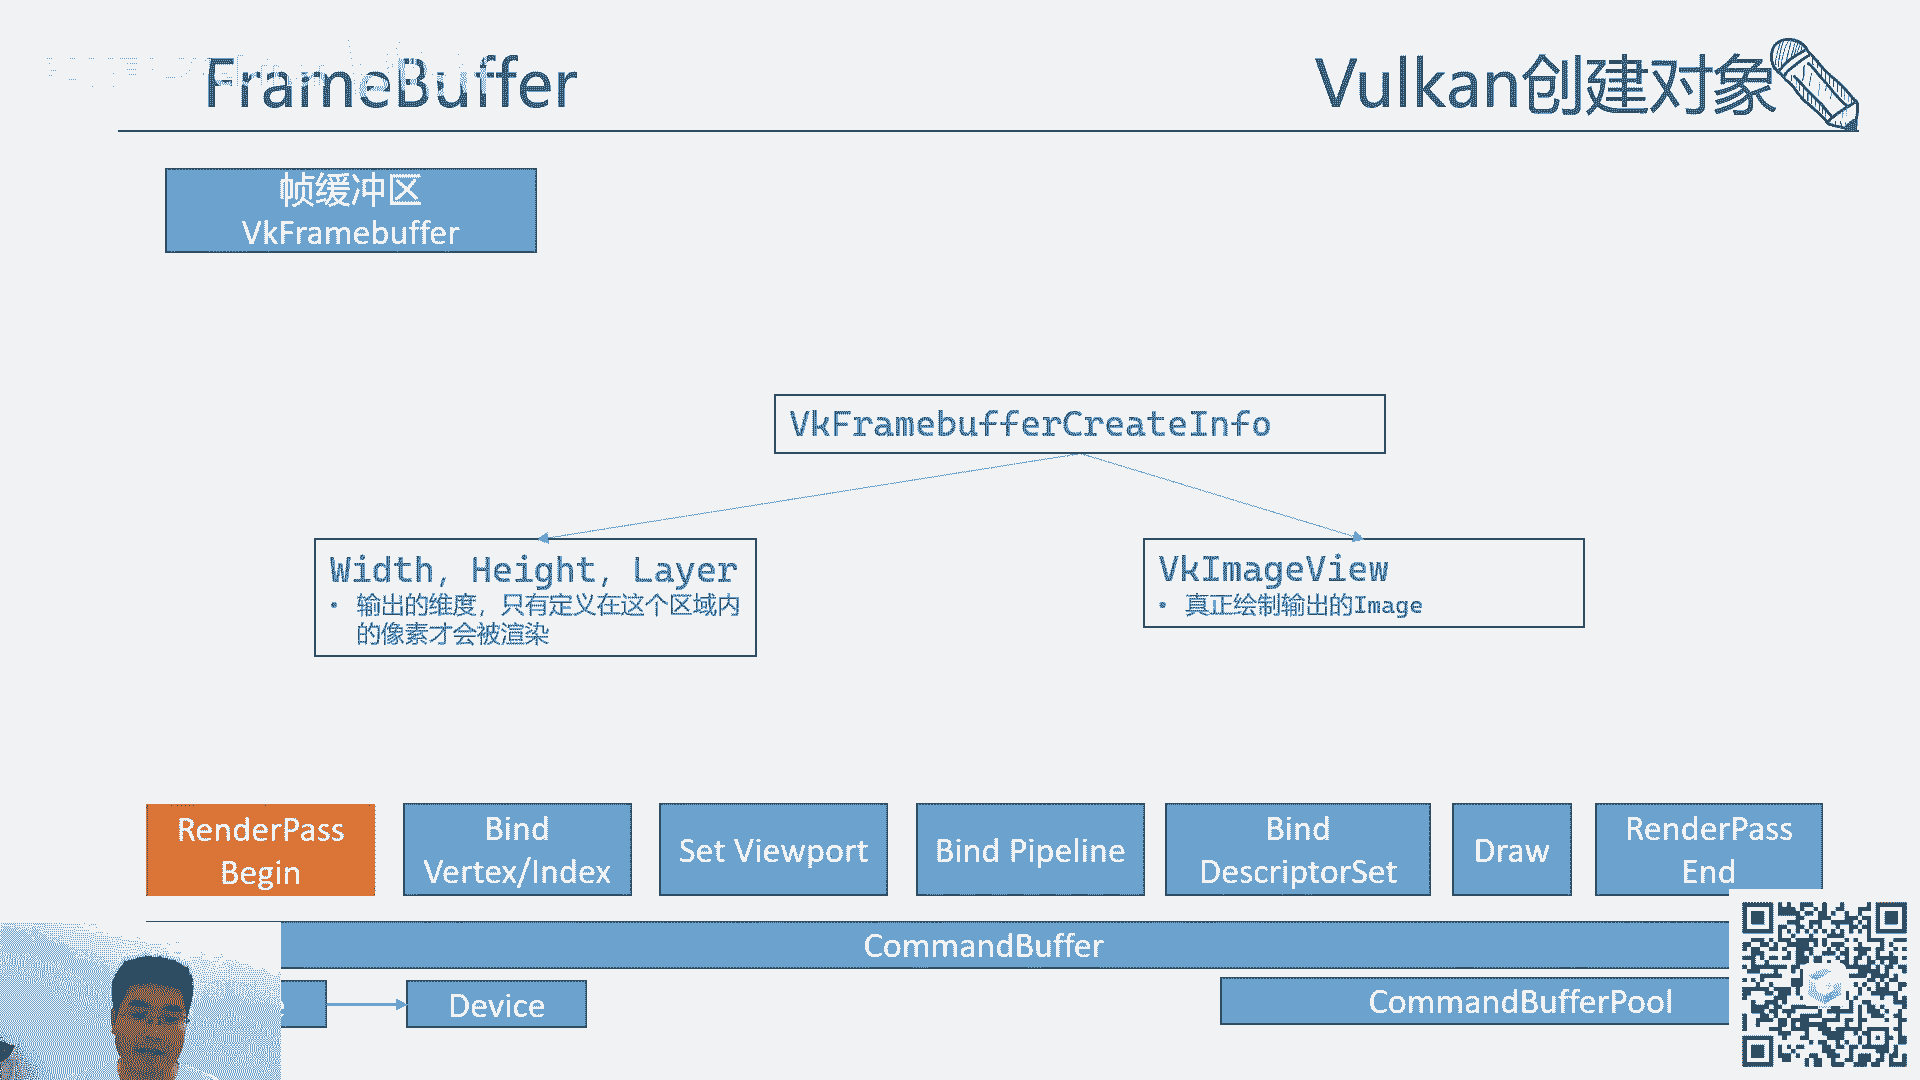 FrameBuffer
Vulkan创建对象
帧缓冲区
VkFramebuffer
VkFramebufferCreateInfo
Width, Height, Layer
• 输出的维度，只有定义在这个区域内
的像素才会被渲染
VkImageView
• 真正绘制输出的Image
RenderPass
Begin
Bind
Vertex/Index
Set Viewport
Bind Pipeline
Bind
DescriptorSet
Draw
RenderPass
End
CommandBuffer
Device
CommandBufferPool